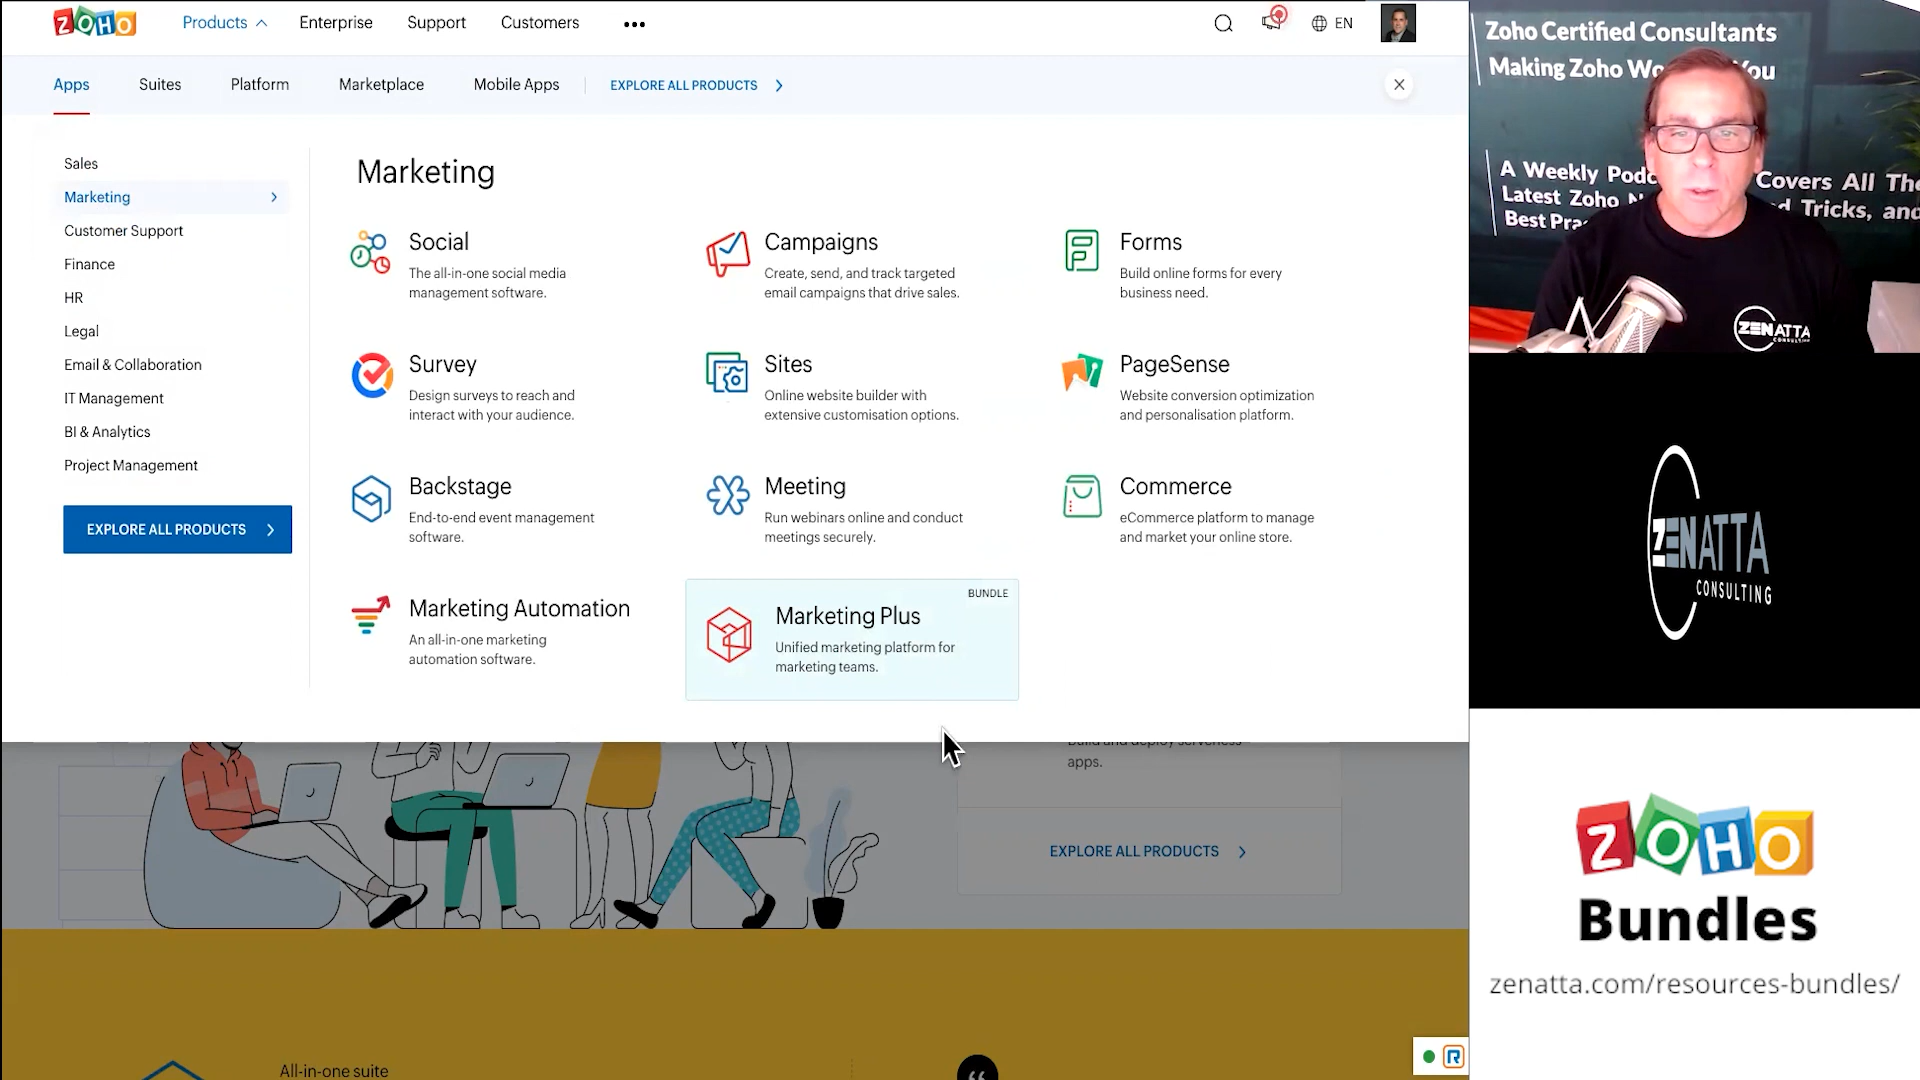 ZOHO
Products
Enterprise
Support
Customers
EN
Apps
Suites
Platform
Marketplace
Mobile Apps
EXPLORE ALL PRODUCTS
Sales
Marketing
Customer Support
Finance
HR
Legal
Email & Collaboration
IT Management
BI & Analytics
Project Management
EXPLORE ALL PRODUCTS
Marketing
Social
The all-in-one social media
management software.
Campaigns
Create, send, and track targeted
email campaigns that drive sales.
Forms
Build online forms for every
business need.
Survey
Design surveys to reach and
interact with your audience.
Sites
Online website builder with
extensive customisation options.
PageSense
Website conversion optimization
and personalisation platform.
Backstage
End-to-end event management
software.
Meeting
Run webinars online and conduct
meetings securely.
Commerce
eCommerce platform to manage
and market your online store.
Marketing Automation
An all-in-one marketing
automation software.
BUNDLE
Marketing Plus
Unified marketing platform for
marketing teams.
apps.
EXPLORE ALL PRODUCTS
All-in-one suite
Zoho Certified Consultants
Making Zoho
A Weekly Covers All
Latest Zoho Tricks, and
Best
ZENATTA
CONSULTING
ZENATTA
CONSULTING
ZOHO
Bundles
zenatta.com/resources-bundles/